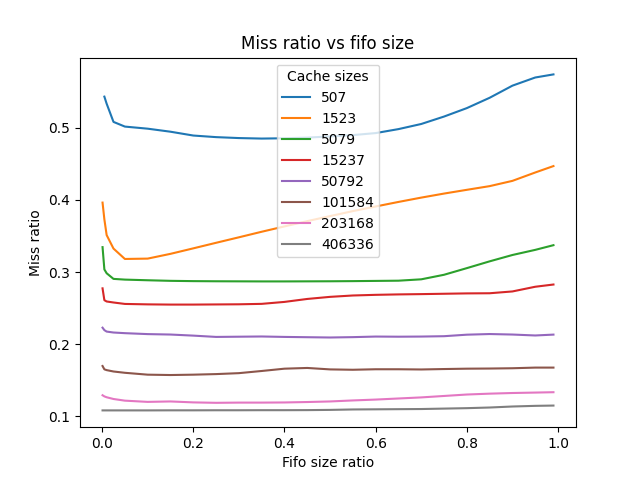 Miss ratio vs fifo size
Cache sizes
507
1523
5079
15237
50792
101584
203168
406336
Miss ratio
0.5
0.4
0.3
0.2
0.1
0.0 0.2 0.4 0.6 0.8 1.0
Fifo size ratio